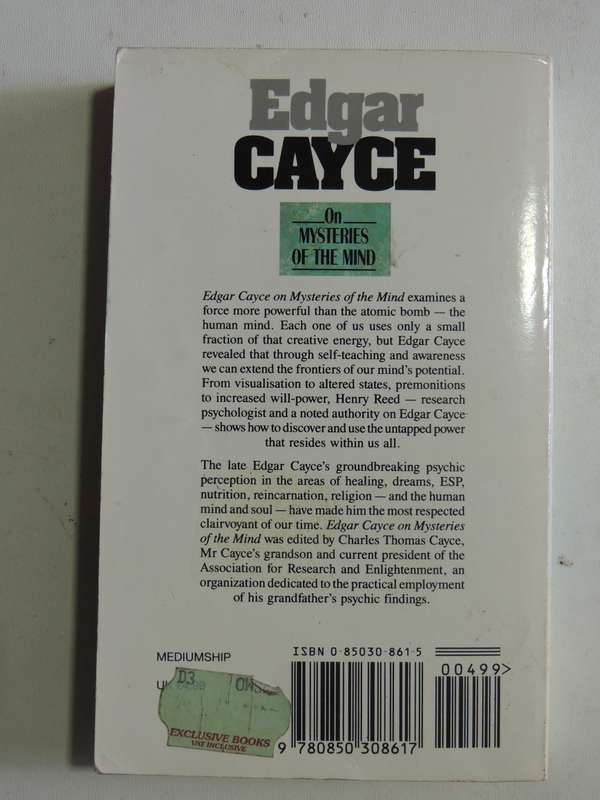 Edgar
CAYCE
On
MYSTERIES
OF THE MIND
Edgar Cayce on Mysteries of the Mind examines a
force more powerful than the atomic bomb — the
human mind. Each one of us uses only a small
fraction of that creative energy, but Edgar Cayce
revealed that through self-teaching and awareness
we can extend the frontiers of our mind's potential.
From visualisation to altered states, premonitions
to increased will-power, Henry Reed — research
psychologist and a noted authority on Edgar Cayce
— shows how to discover and use the untapped power
that resides within us all.
The late Edgar Cayce's groundbreaking psychic
perception in the areas of healing, dreams, ESP,
nutrition, reincarnation, religion — and the human
mind and soul — have made him the most respected
clairvoyant of our time. Edgar Cayce on Mysteries
of the Mind was edited by Charles Thomas Cayce,
Mr Cayce's grandson and current president of the
Association for Research and Enlightenment, an
organization dedicated to the practical employment
of his grandfather's psychic findings.
MEDIUMSHIP
ISBN 0-85030-861-5
00499>
D3
EXCLUSIVE BOOKS
VAT INCLUSIVE
9 780850 308617